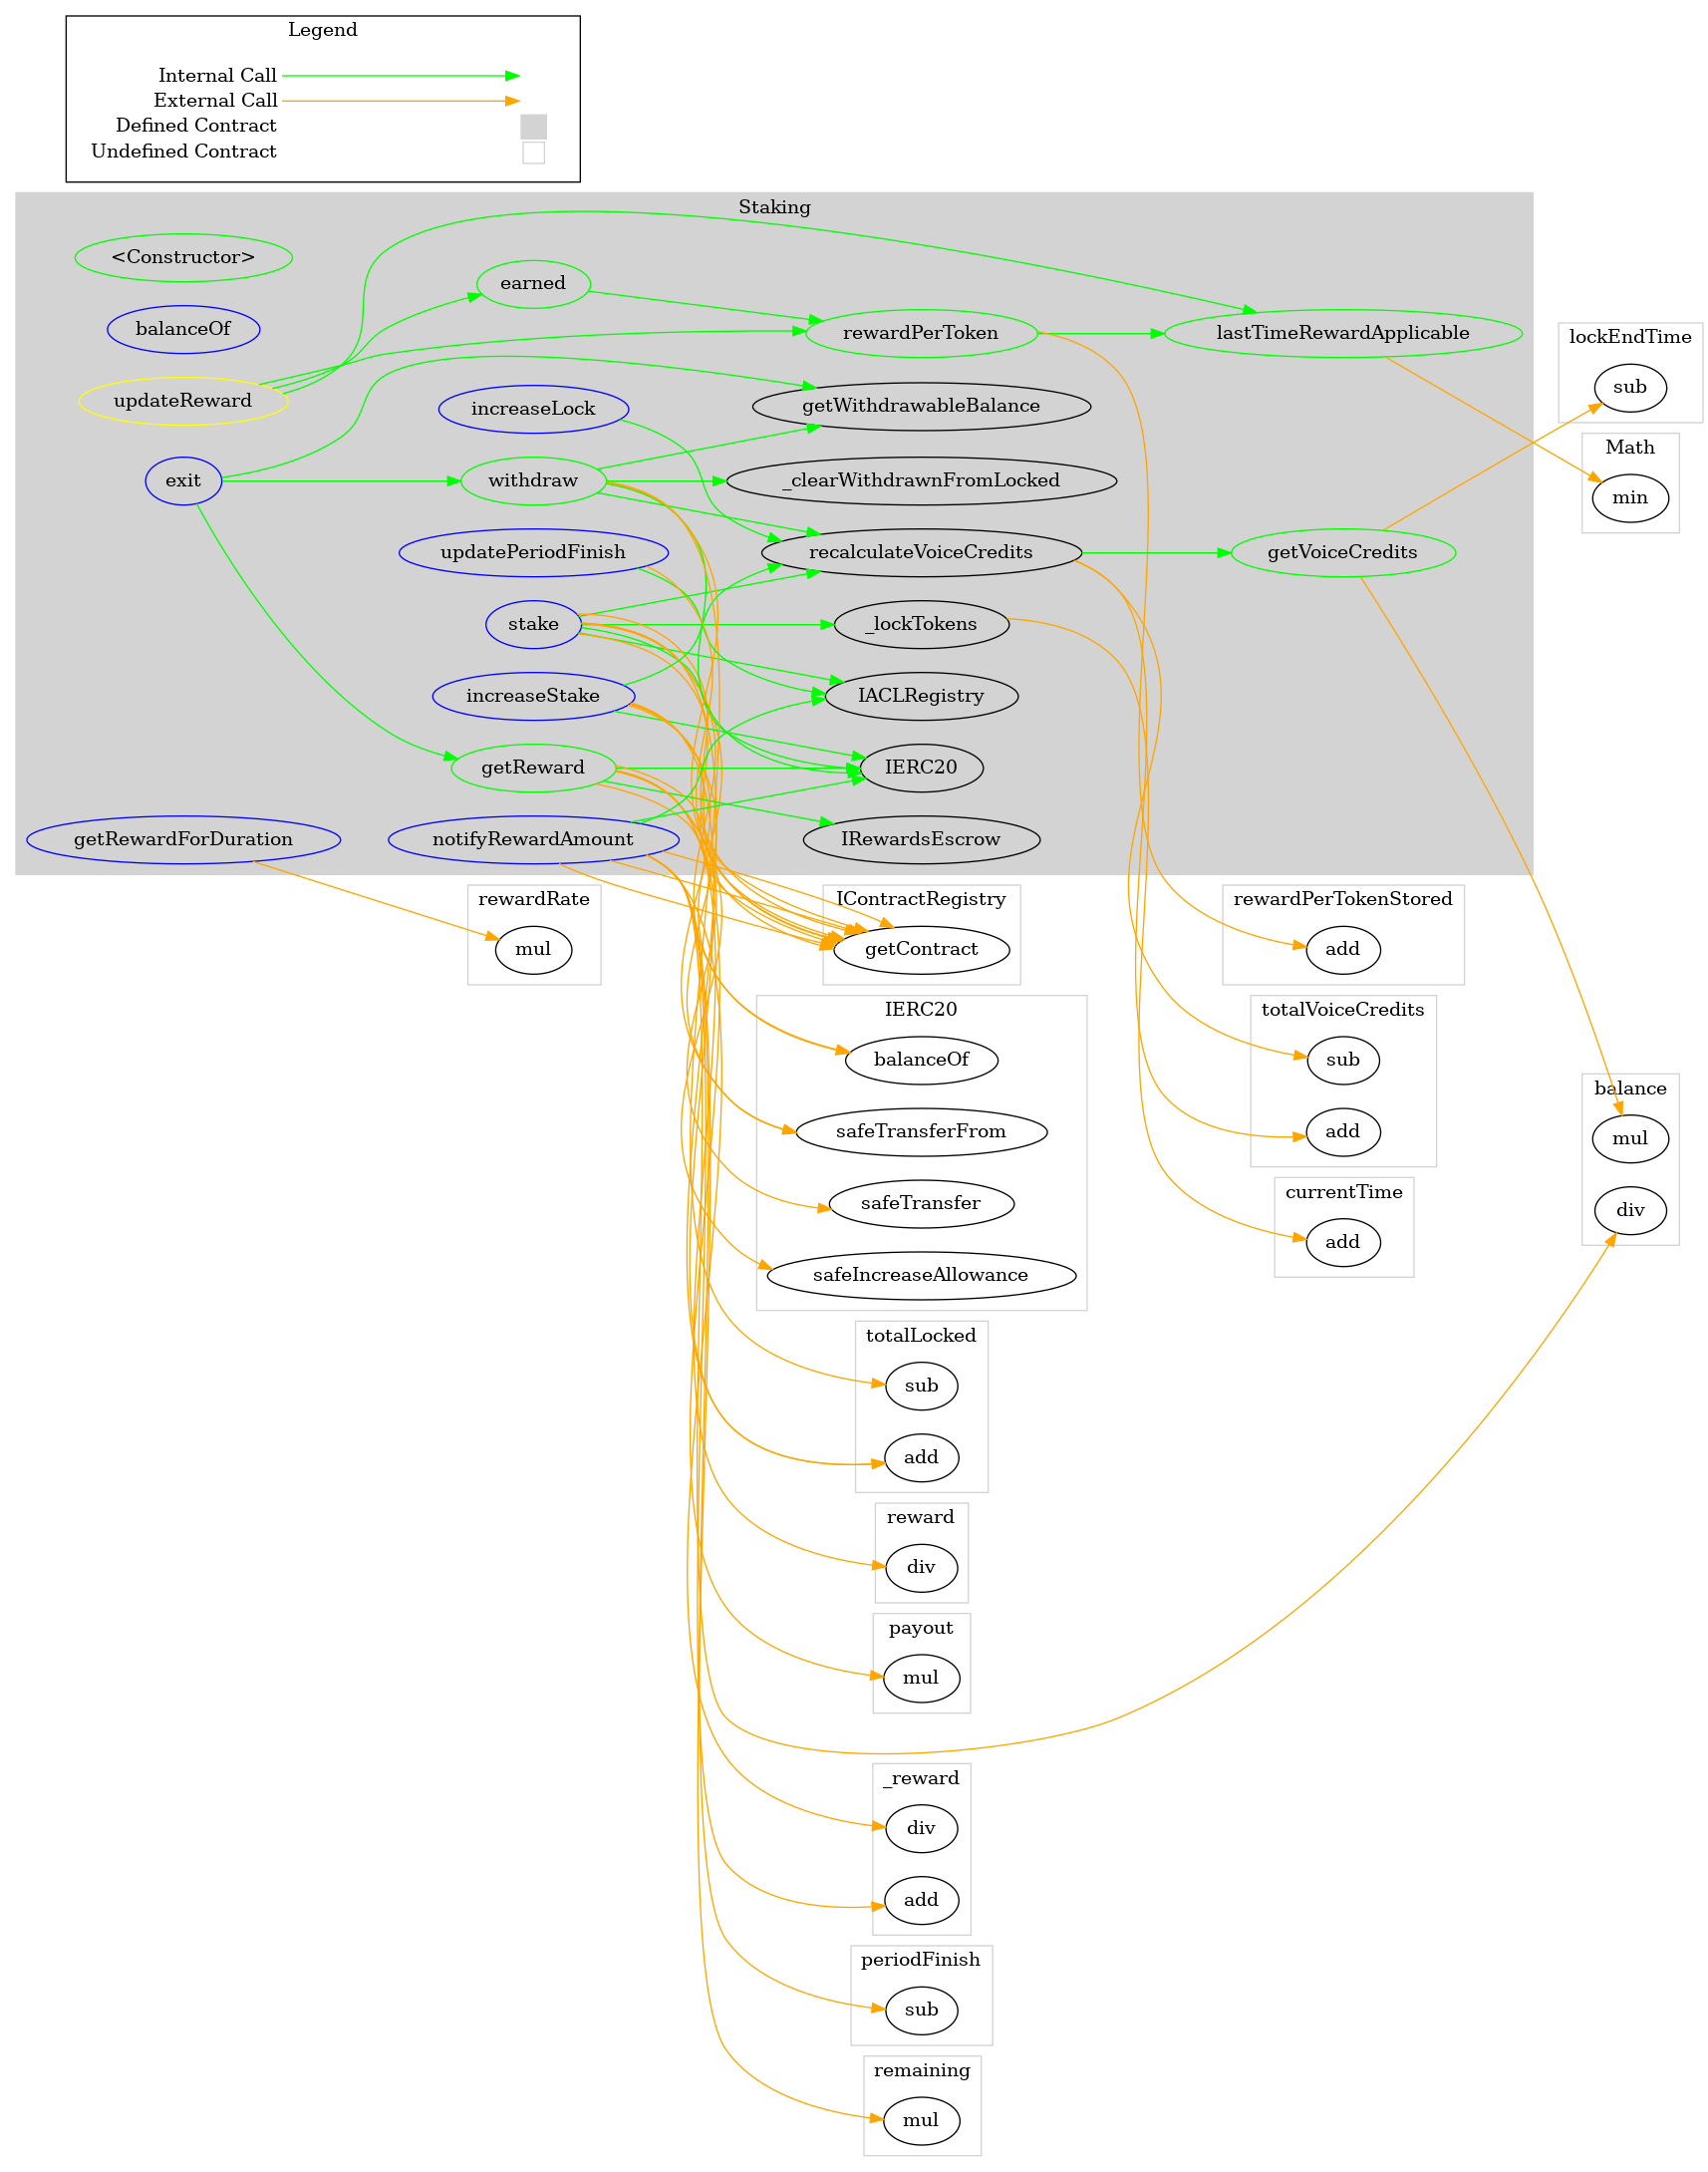 Legend
Internal Call
External Call
Defined Contract
Undefined Contract
Staking
<Constructor>
balanceOf
updateReward
exit
getRewardForDuration
earned
increaseLock
withdraw
updatePeriodFinish
stake
increaseStake
getReward
notifyRewardAmount
rewardPerToken
getWithdrawableBalance
_clearWithdrawnFromLocked
recalculateVoiceCredits
_lockTokens
IACLRegistry
IERC20
IRewardsEscrow
lastTimeRewardApplicable
getVoiceCredits
lockEndTime
sub
Math
min
rewardRate
mul
IContractRegistry
getContract
IERC20
balanceOf
safeTransferFrom
safeTransfer
safeIncreaseAllowance
rewardPerTokenStored
add
totalVoiceCredits
sub
add
currentTime
add
balance
mul
div
totalLocked
sub
add
reward
div
payout
mul
_reward
div
add
periodFinish
sub
remaining
mul